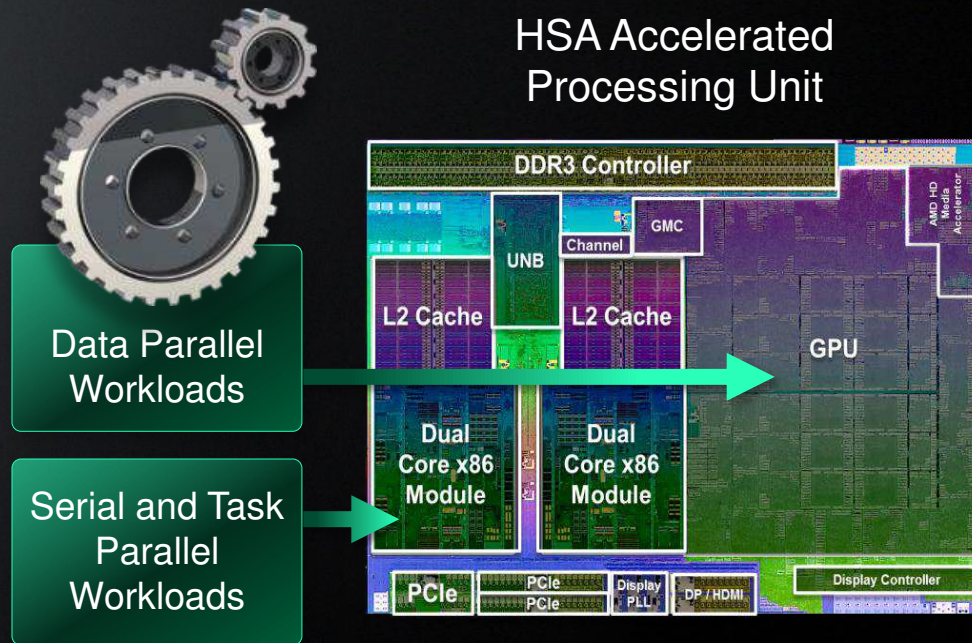 HSA Accelerated
Processing Unit
DDR3 Controller
AMD HD
Media
Accelerator
GMC
Channel
UNB
L2 Cache
L2 Cache
GPU
Data Parallel
Workloads
Dual
Core x86
Module
Dual
Core x86
Module
Serial and Task
Parallel
Workloads
PCIe
PCIe
PCIe
Display
PLL
DP / HDMI
Display Controller